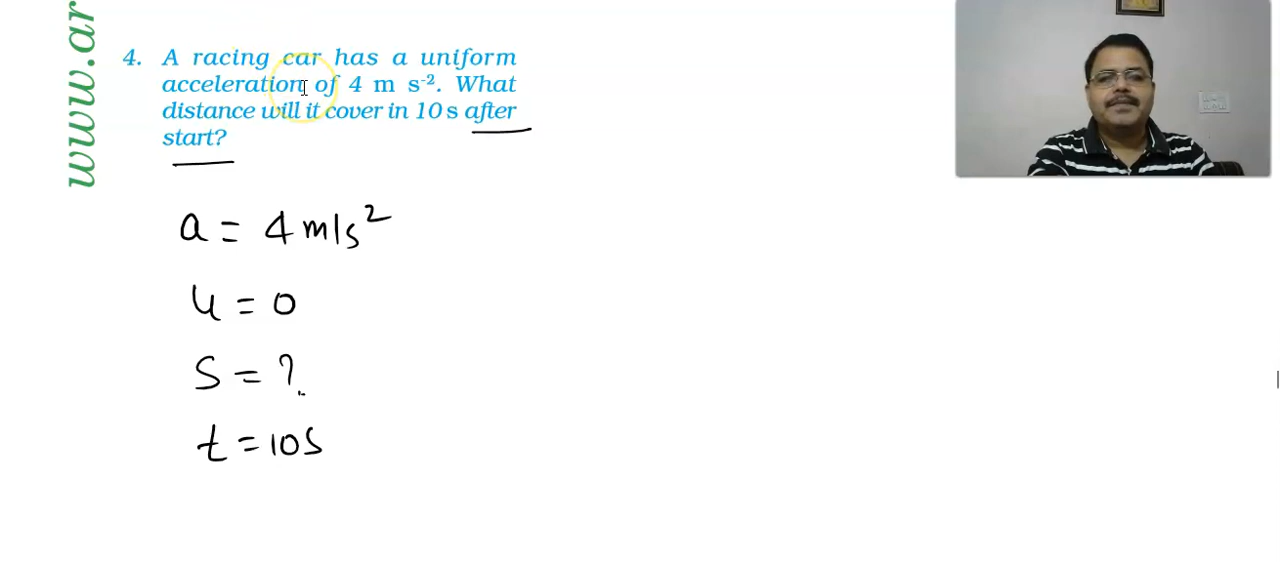 www.ar
4. A racing car has a uniform
acceleration of 4 m s-2. What
distance will it cover in 10 s after
start?
a = 4 m/s2
u = 0
S = ?
t = 10s